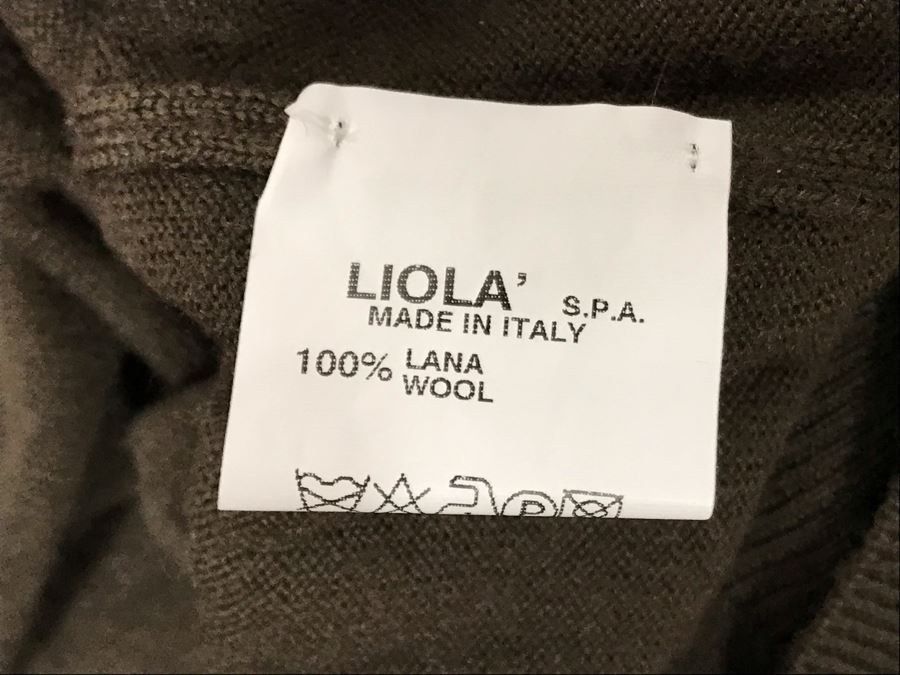 LIOLA' S.P.A.
MADE IN ITALY
100% LANA
WOOL
P